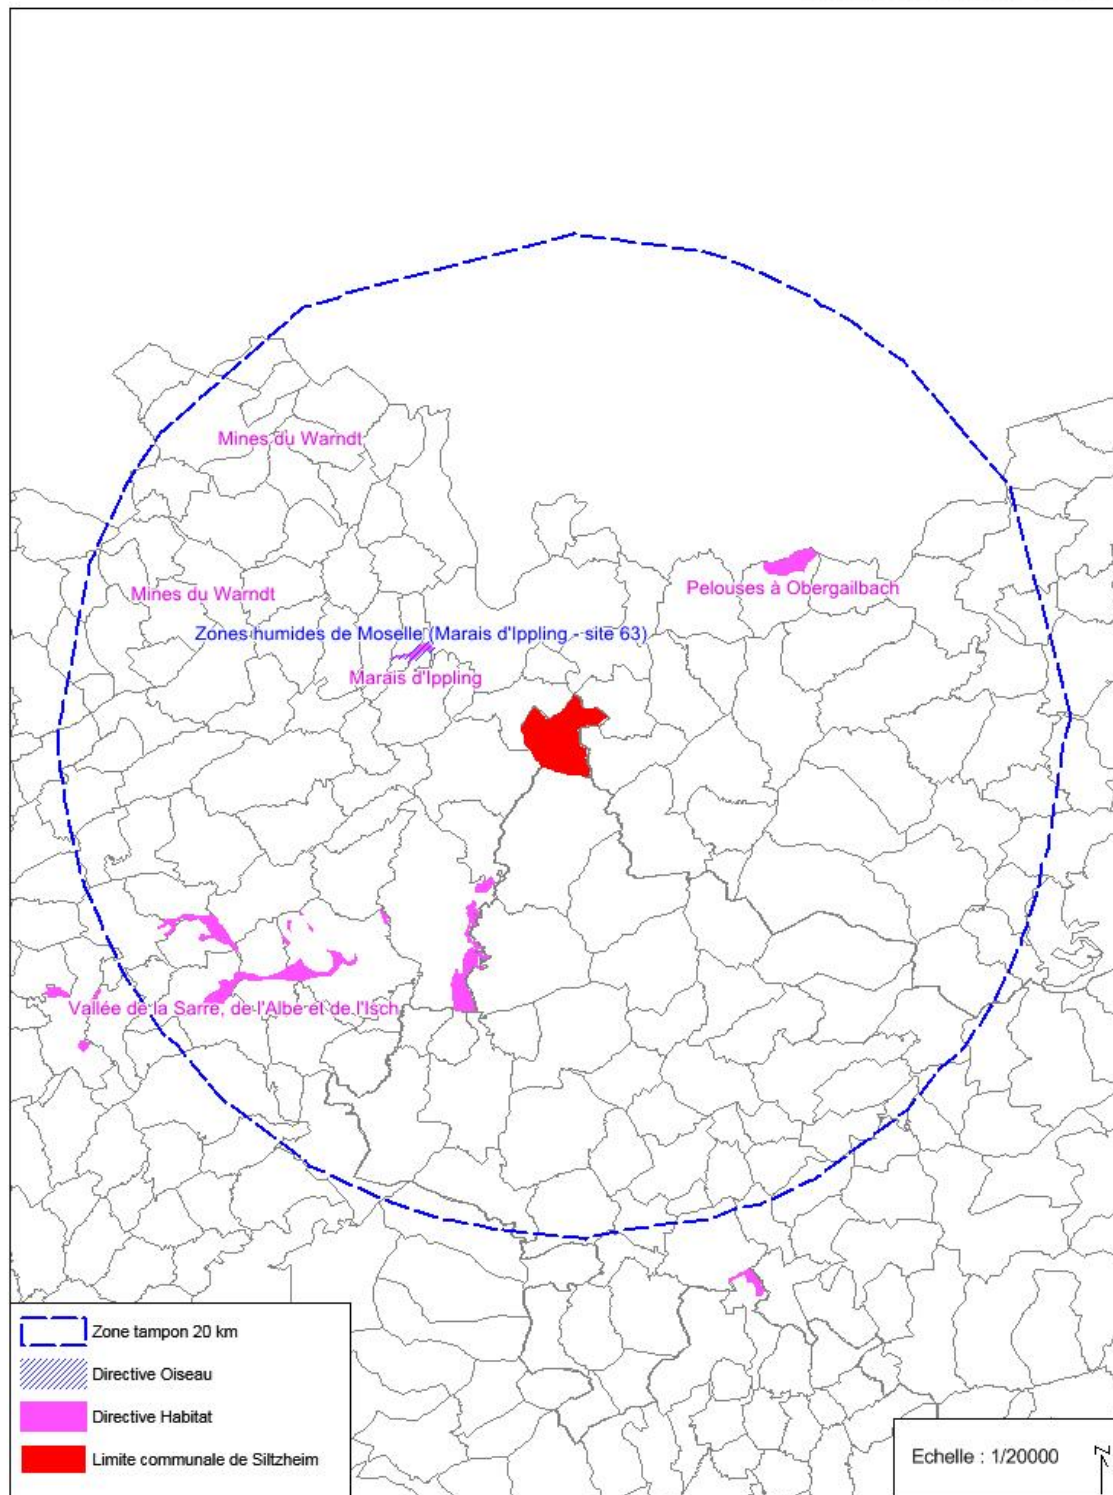 Mines du Warndt
Pelouses à Obergailbach
Mines du Warndt
Zones humides de Moselle (Marais d'Ippling - site 63)
Marais d'Ippling
Vallée de la Sarre, de l'Albe et de l'Isch
Zone tampon 20 km
Directive Oiseau
Directive Habitat
Limite communale de Siltzheim
Echelle : 1/20000
N